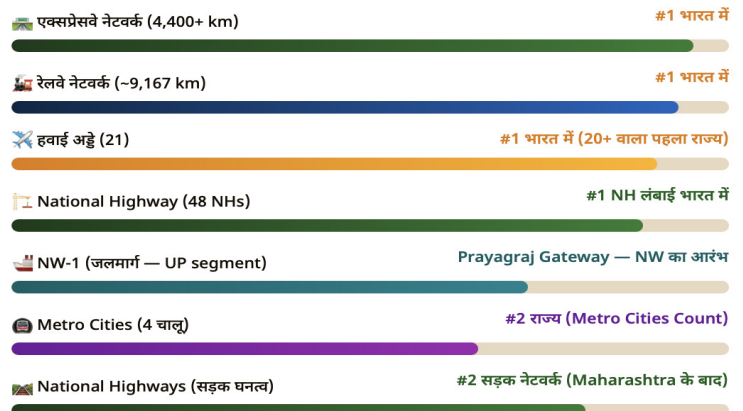 एक्सप्रेसवे नेटवर्क (4,400+ km) #1 भारत में
रेलवे नेटवर्क (~9,167 km) #1 भारत में
हवाई अड्डे (21) #1 भारत में (20+ वाला पहला राज्य)
National Highway (48 NHs) #1 NH लंबाई भारत में
NW-1 (जलमार्ग — UP segment) Prayagraj Gateway — NW का आरंभ
Metro Cities (4 चालू) #2 राज्य (Metro Cities Count)
National Highways (सड़क घनत्व) #2 सड़क नेटवर्क (Maharashtra के बाद)